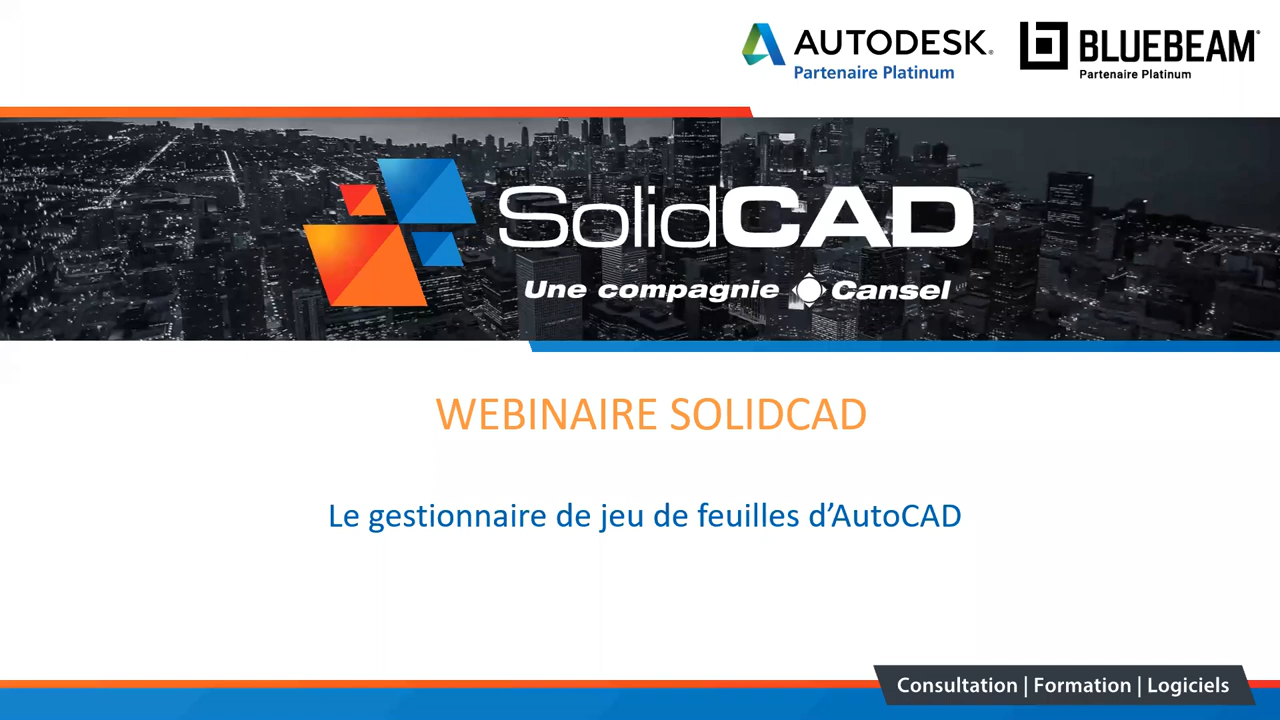 AUTODESK®
Partenaire Platinum
BLUEBEAM®
Partenaire Platinum
SolidCAD
Une compagnie Cansel
WEBINAIRE SOLIDCAD
Le gestionnaire de jeu de feuilles d’AutoCAD
Consultation | Formation | Logiciels